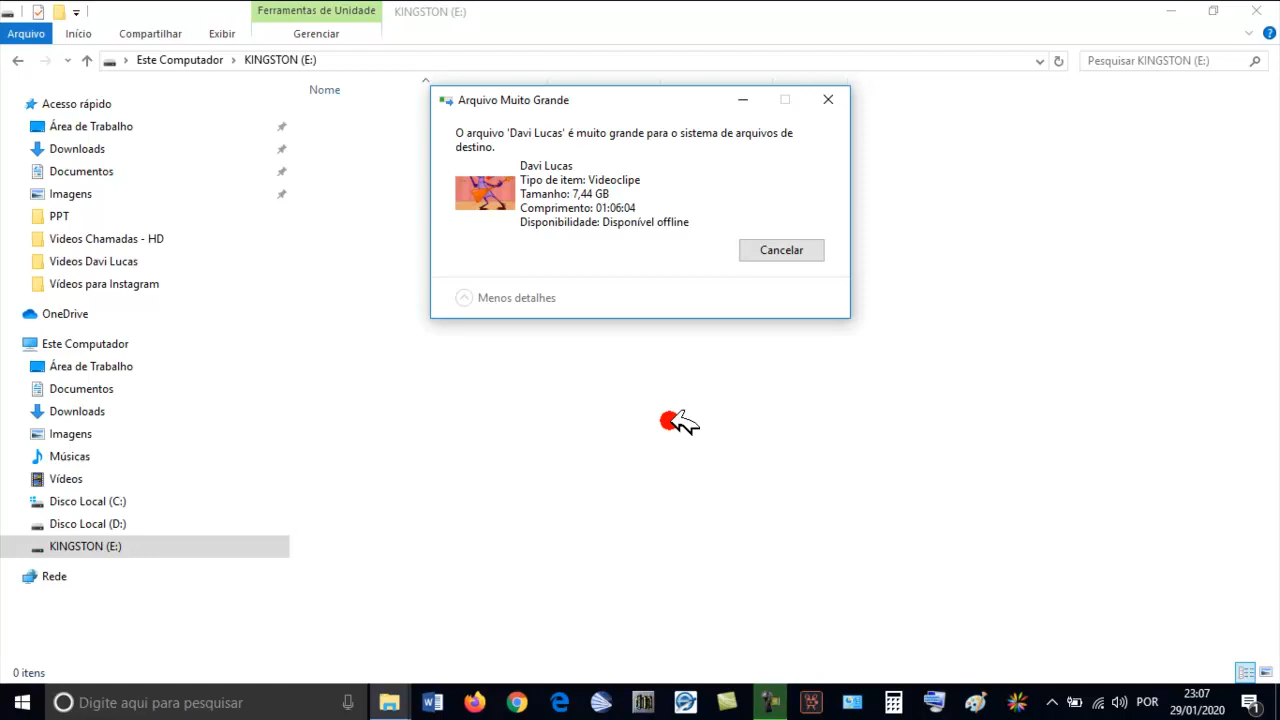 Ferramentas de Unidade
KINGSTON (E:)
Arquivo
Início
Compartilhar
Exibir
Gerenciar
Este Computador
KINGSTON (E:)
Pesquisar KINGSTON (E:)
Nome
Acesso rápido
Área de Trabalho
Downloads
Documentos
Imagens
PPT
Videos Chamadas - HD
Videos Davi Lucas
Vídeos para Instagram
OneDrive
Este Computador
Área de Trabalho
Documentos
Downloads
Imagens
Músicas
Vídeos
Disco Local (C:)
Disco Local (D:)
KINGSTON (E:)
Rede
Arquivo Muito Grande
O arquivo 'Davi Lucas' é muito grande para o sistema de arquivos de
destino.
Davi Lucas
Tipo de item: Videoclipe
Tamanho: 7,44 GB
Comprimento: 01:06:04
Disponibilidade: Disponível offline
Cancelar
Menos detalhes
0 itens
Digite aqui para pesquisar
POR
23:07
29/01/2020
1